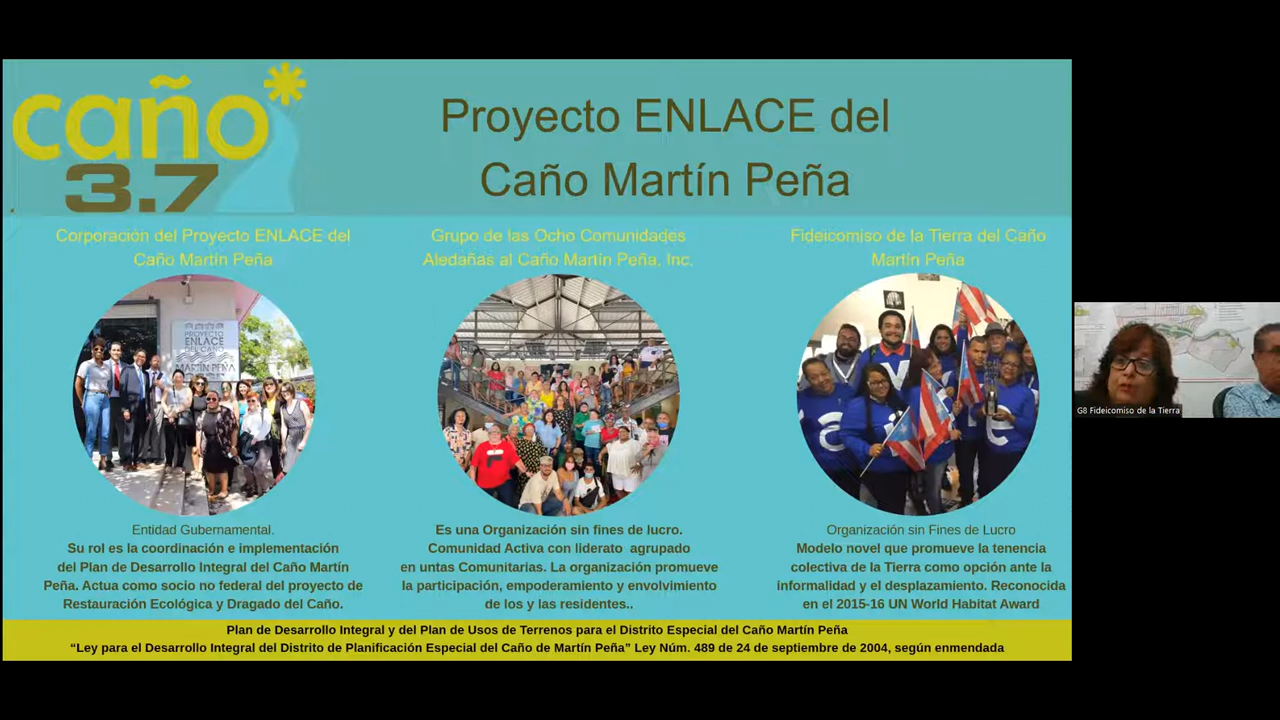 caño*
3.7
Proyecto ENLACE del
Caño Martín Peña
Corporación del Proyecto ENLACE del
Caño Martín Peña
PROYECTO
ENLACE
DEL CAÑO
MARTÍN PEÑA
Entidad Gubernamental.
Su rol es la coordinación e implementación
del Plan de Desarrollo Integral del Caño Martín
Peña. Actua como socio no federal del proyecto de
Restauración Ecológica y Dragado del Caño.
Grupo de las Ocho Comunidades
Aledañas al Caño Martín Peña, Inc.
Es una Organización sin fines de lucro.
Comunidad Activa con liderato agrupado
en untas Comunitarias. La organización promueve
la participación, empoderamiento y envolvimiento
de los y las residentes..
Fideicomiso de la Tierra del Caño
Martín Peña
Organización sin Fines de Lucro
Modelo novel que promueve la tenencia
colectiva de la Tierra como opción ante la
informalidad y el desplazamiento. Reconocida
en el 2015-16 UN World Habitat Award
Plan de Desarrollo Integral y del Plan de Usos de Terrenos para el Distrito Especial del Caño Martín Peña
“Ley para el Desarrollo Integral del Distrito de Planificación Especial del Caño de Martín Peña” Ley Núm. 489 de 24 de septiembre de 2004, según enmendada
G8 Fideicomiso de la Tierra